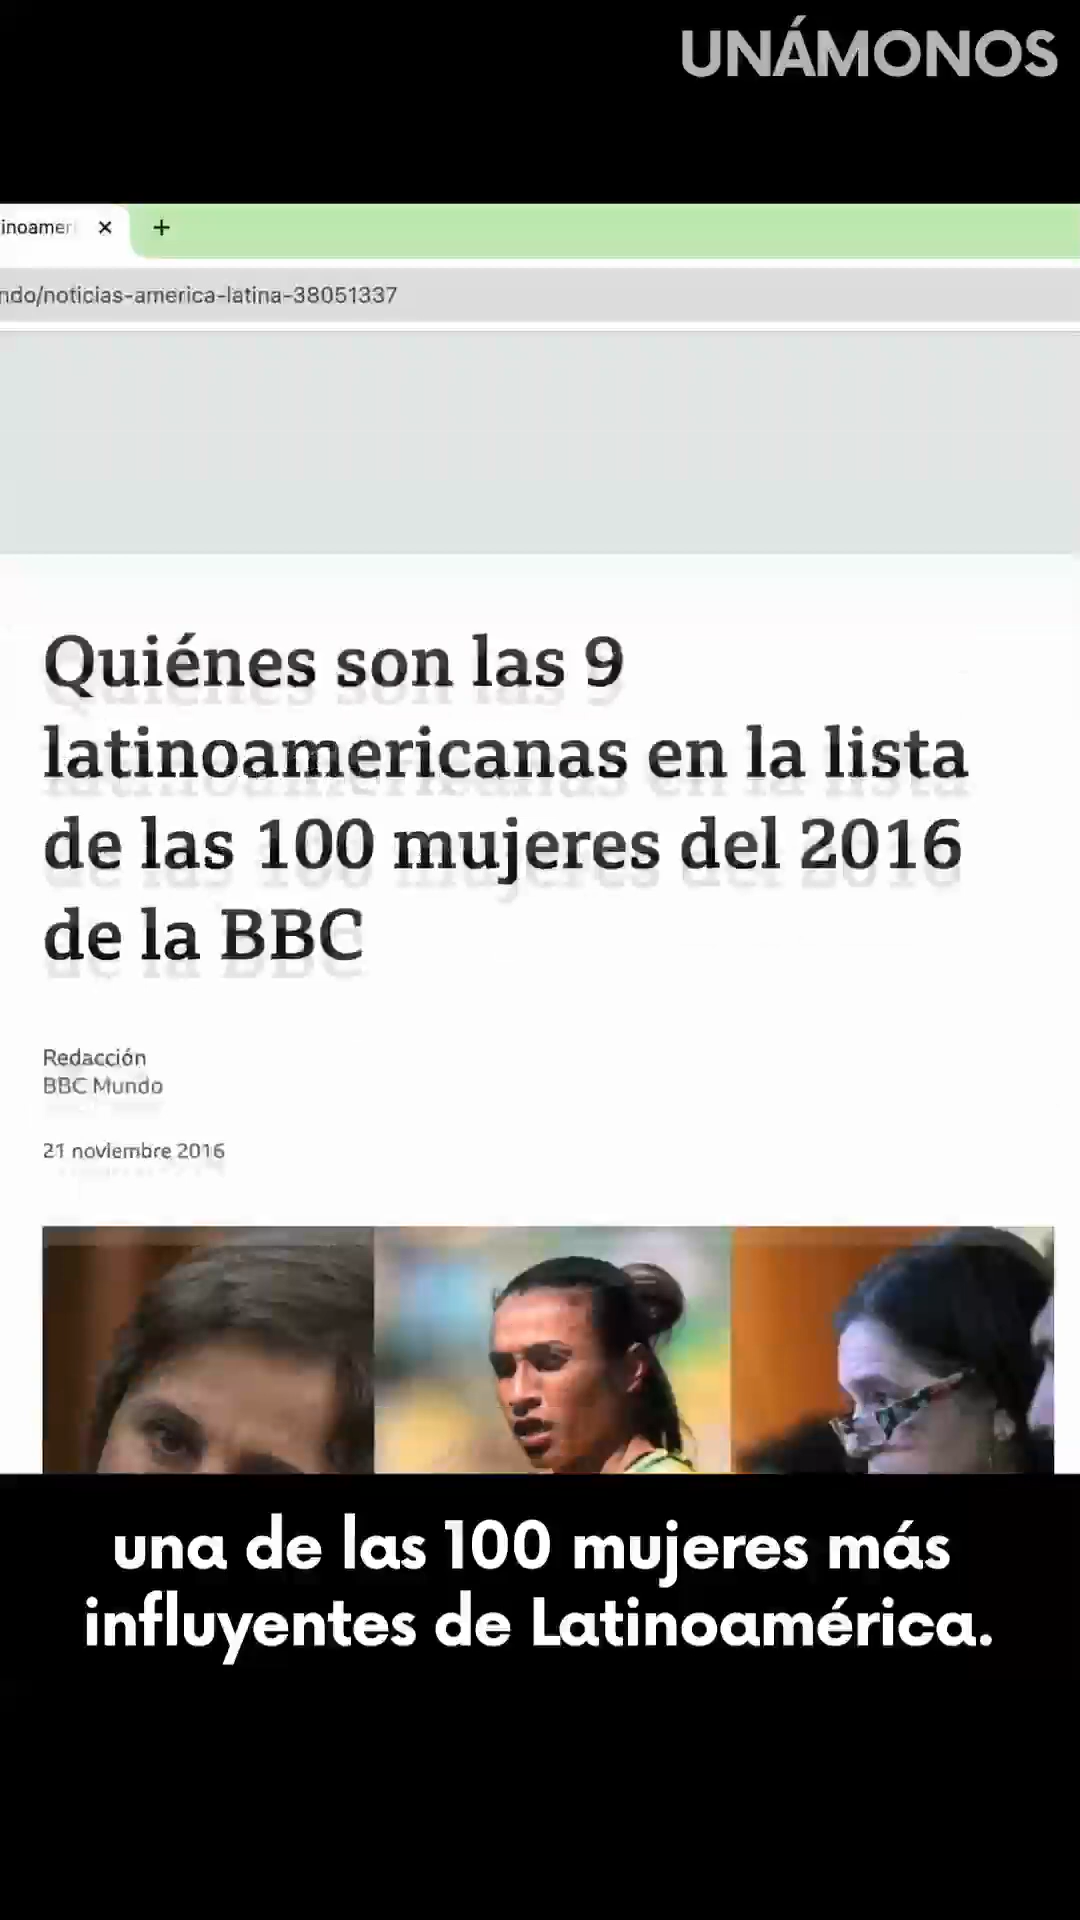 UNÁMONOS
inoameri
ndo/noticias-america-latina-38051337
Quiénes son las 9
latinoamericanas en la lista
de las 100 mujeres del 2016
de la BBC
Redacción
BBC Mundo
21 noviembre 2016
una de las 100 mujeres más
influyentes de Latinoamérica.